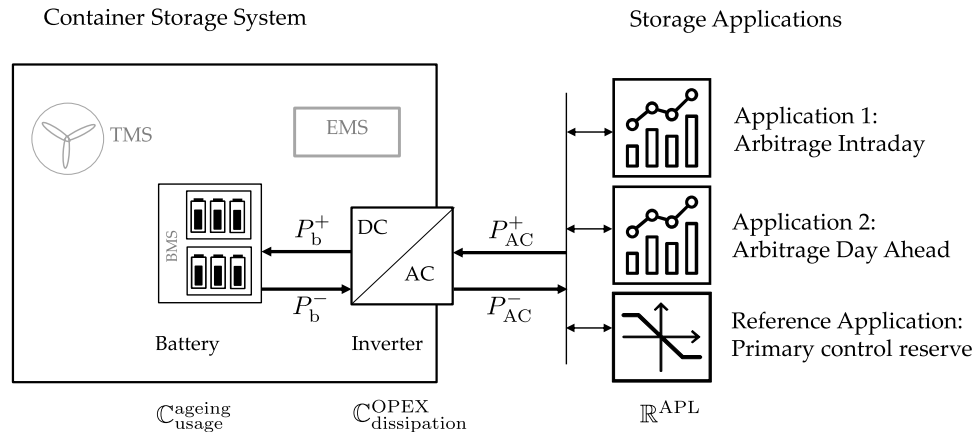 Container Storage System
Storage Applications
TMS
EMS
BMS
P_b^+
P_b^-
DC
AC
P_AC^+
P_AC^-
Battery
Inverter
Application 1:
Arbitrage Intraday
Application 2:
Arbitrage Day Ahead
Reference Application:
Primary control reserve
ℂ_usage^ageing
ℂ_dissipation^OPEX
ℝ^APL